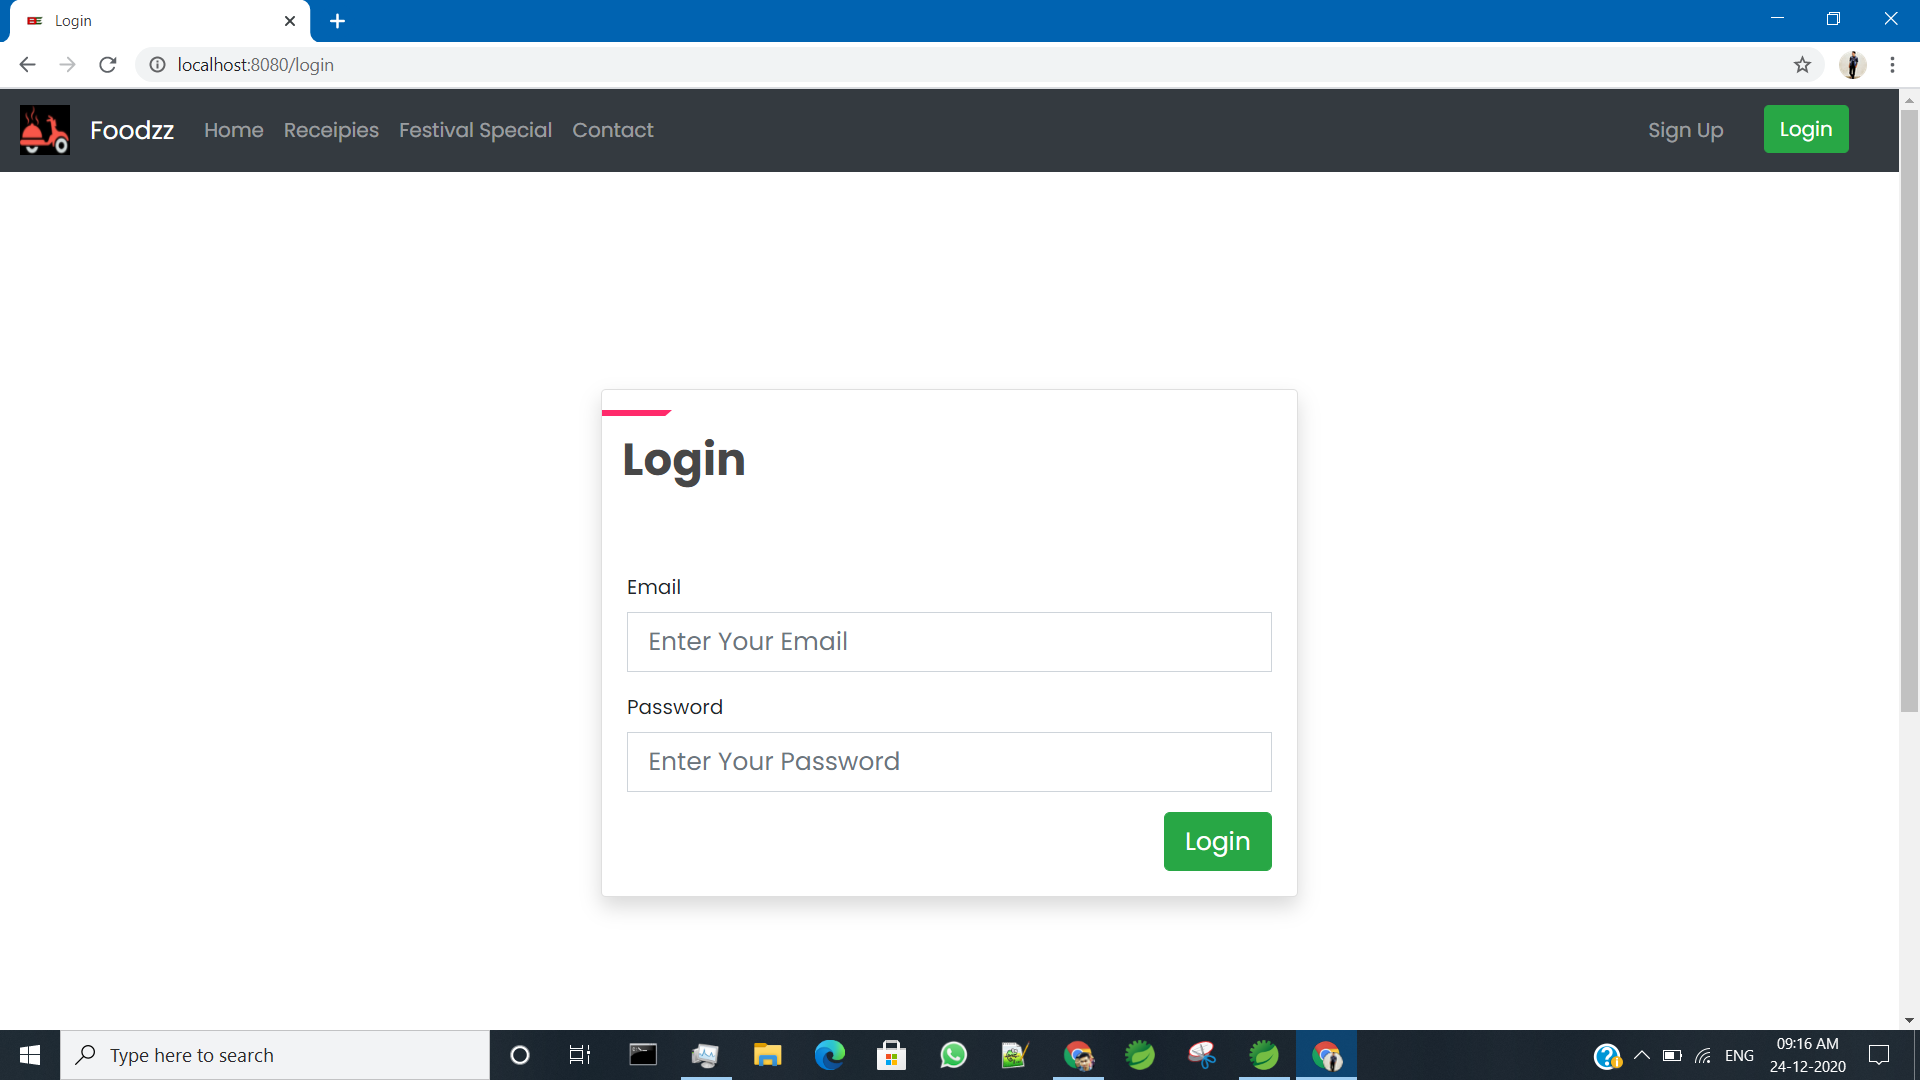 Login
localhost:8080/login
Foodzz Home Receipies Festival Special Contact Sign Up Login
Login
Email
Enter Your Email
Password
Enter Your Password
Login
Type here to search
ENG
09:16 AM
24-12-2020